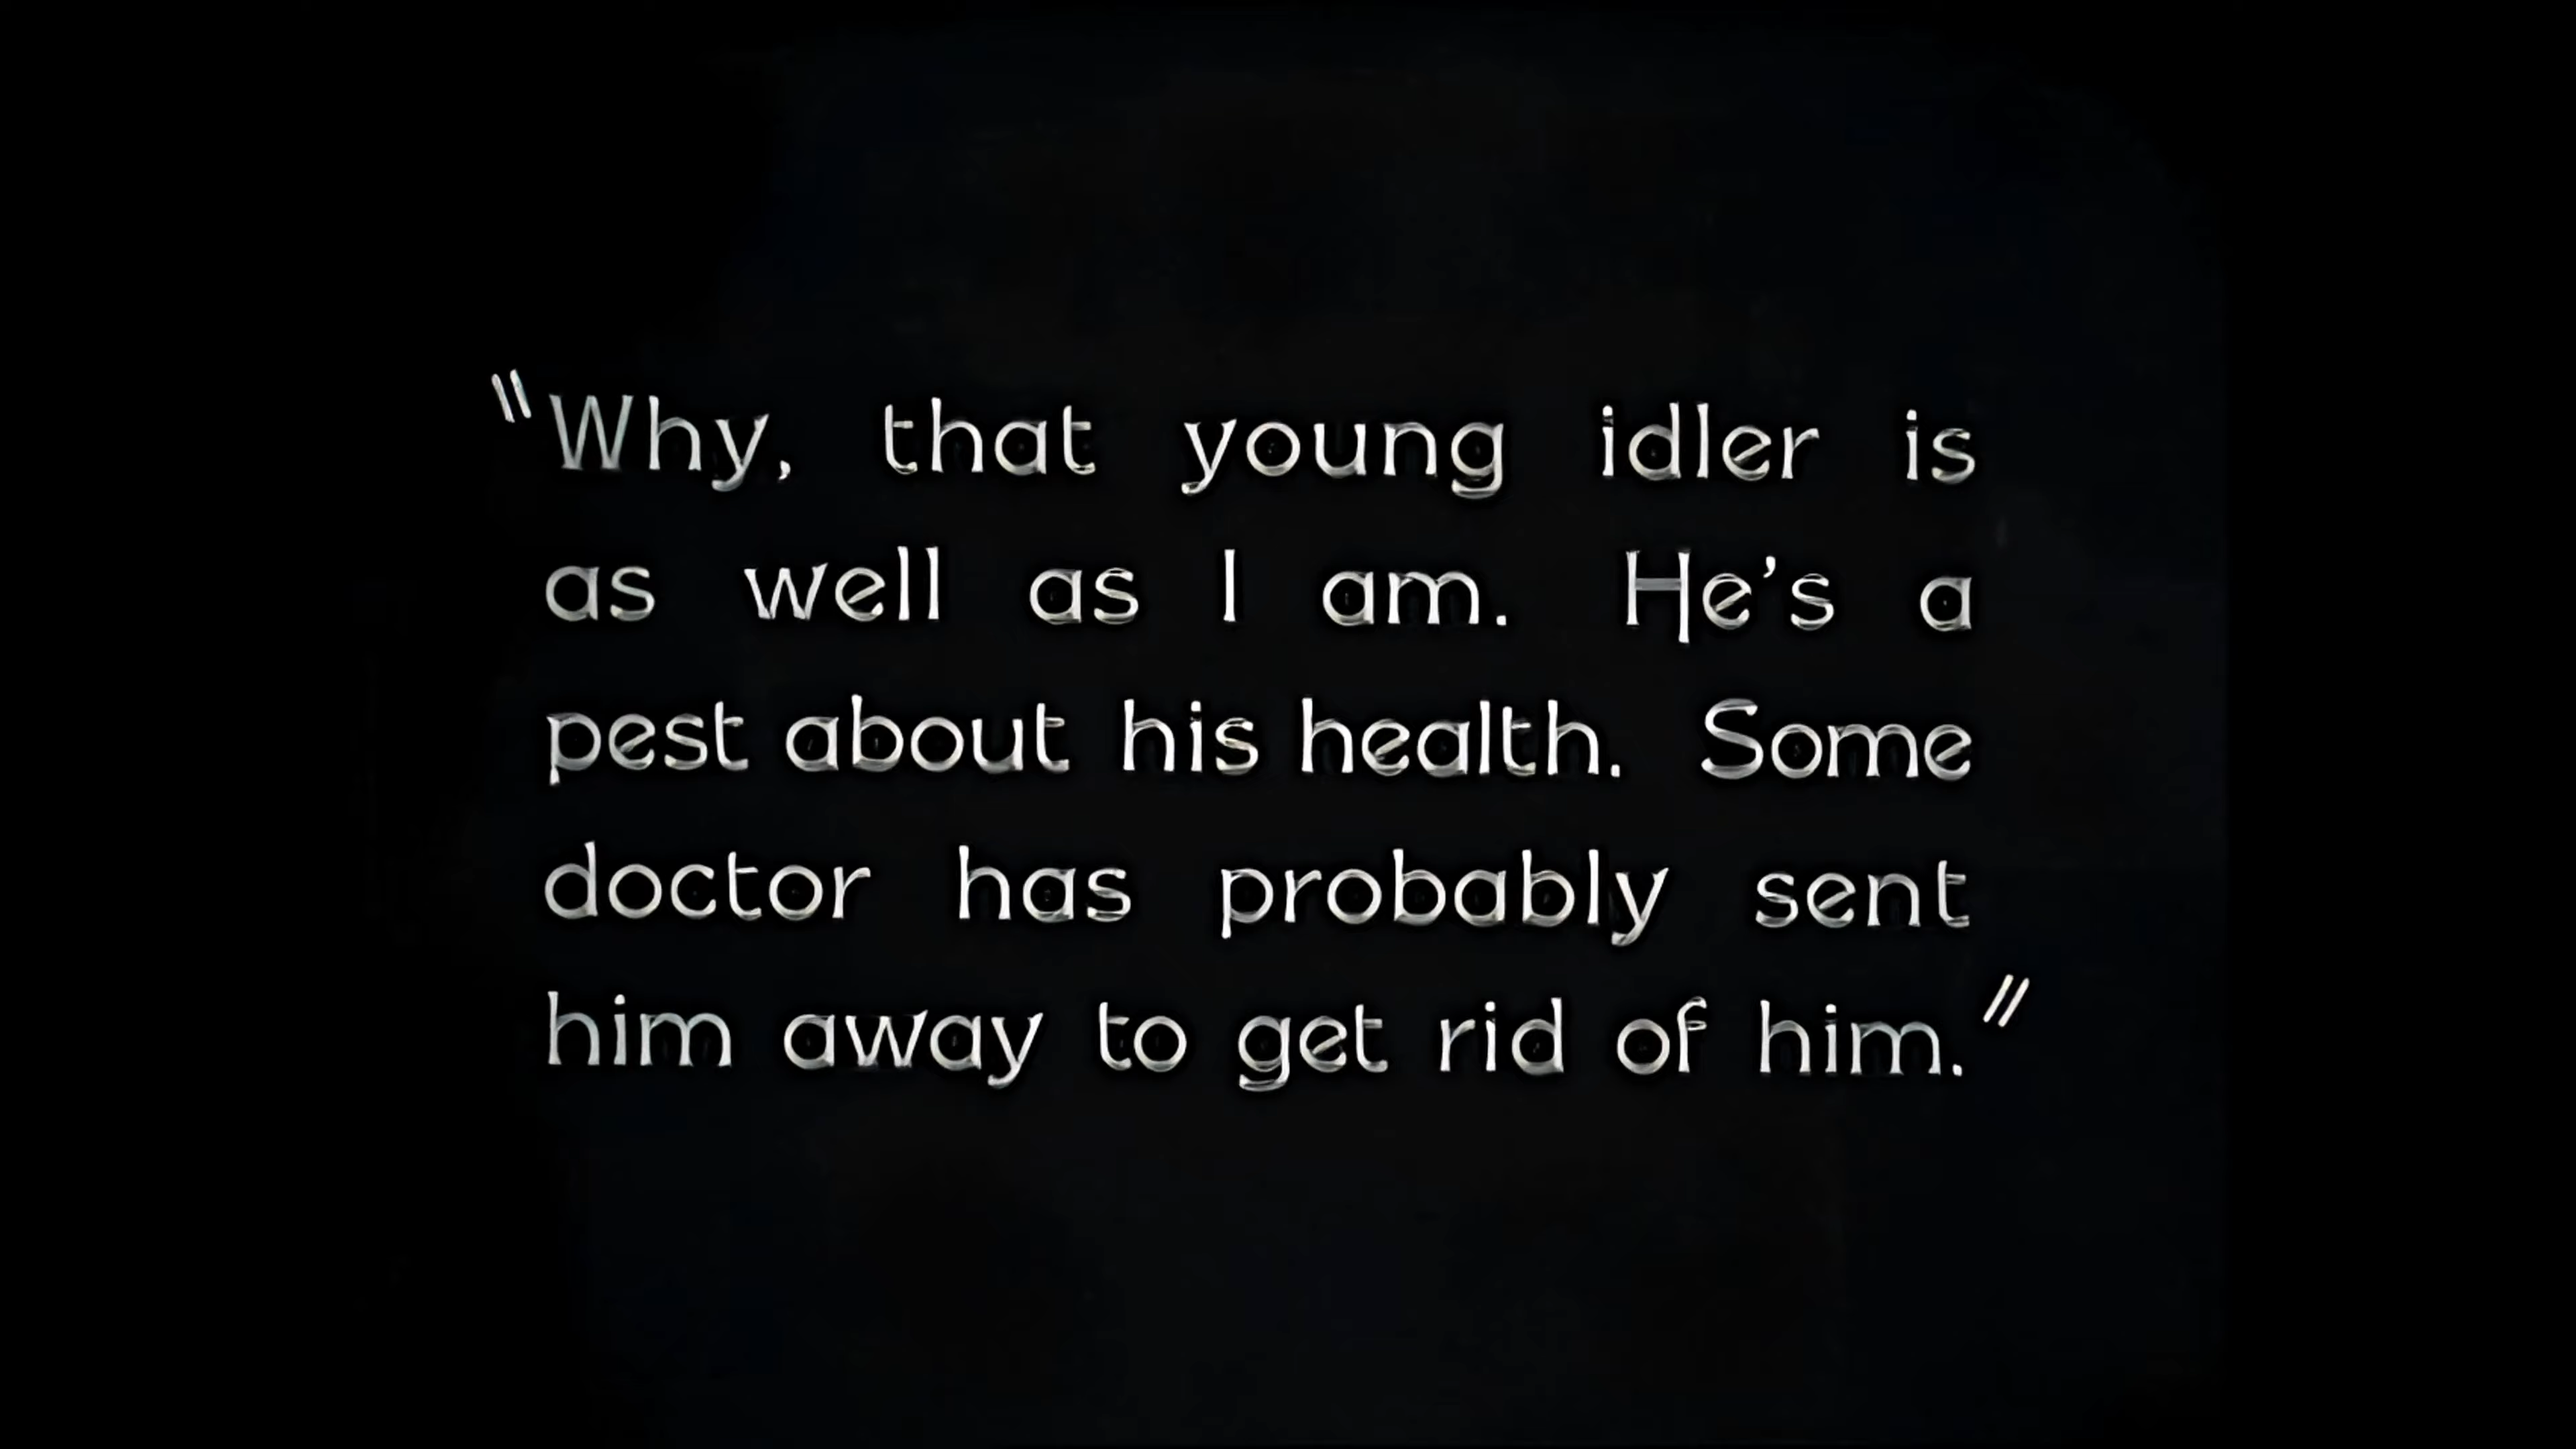 "Why, that young idler is
as well as I am. He's a
pest about his health. Some
doctor has probably sent
him away to get rid of him."